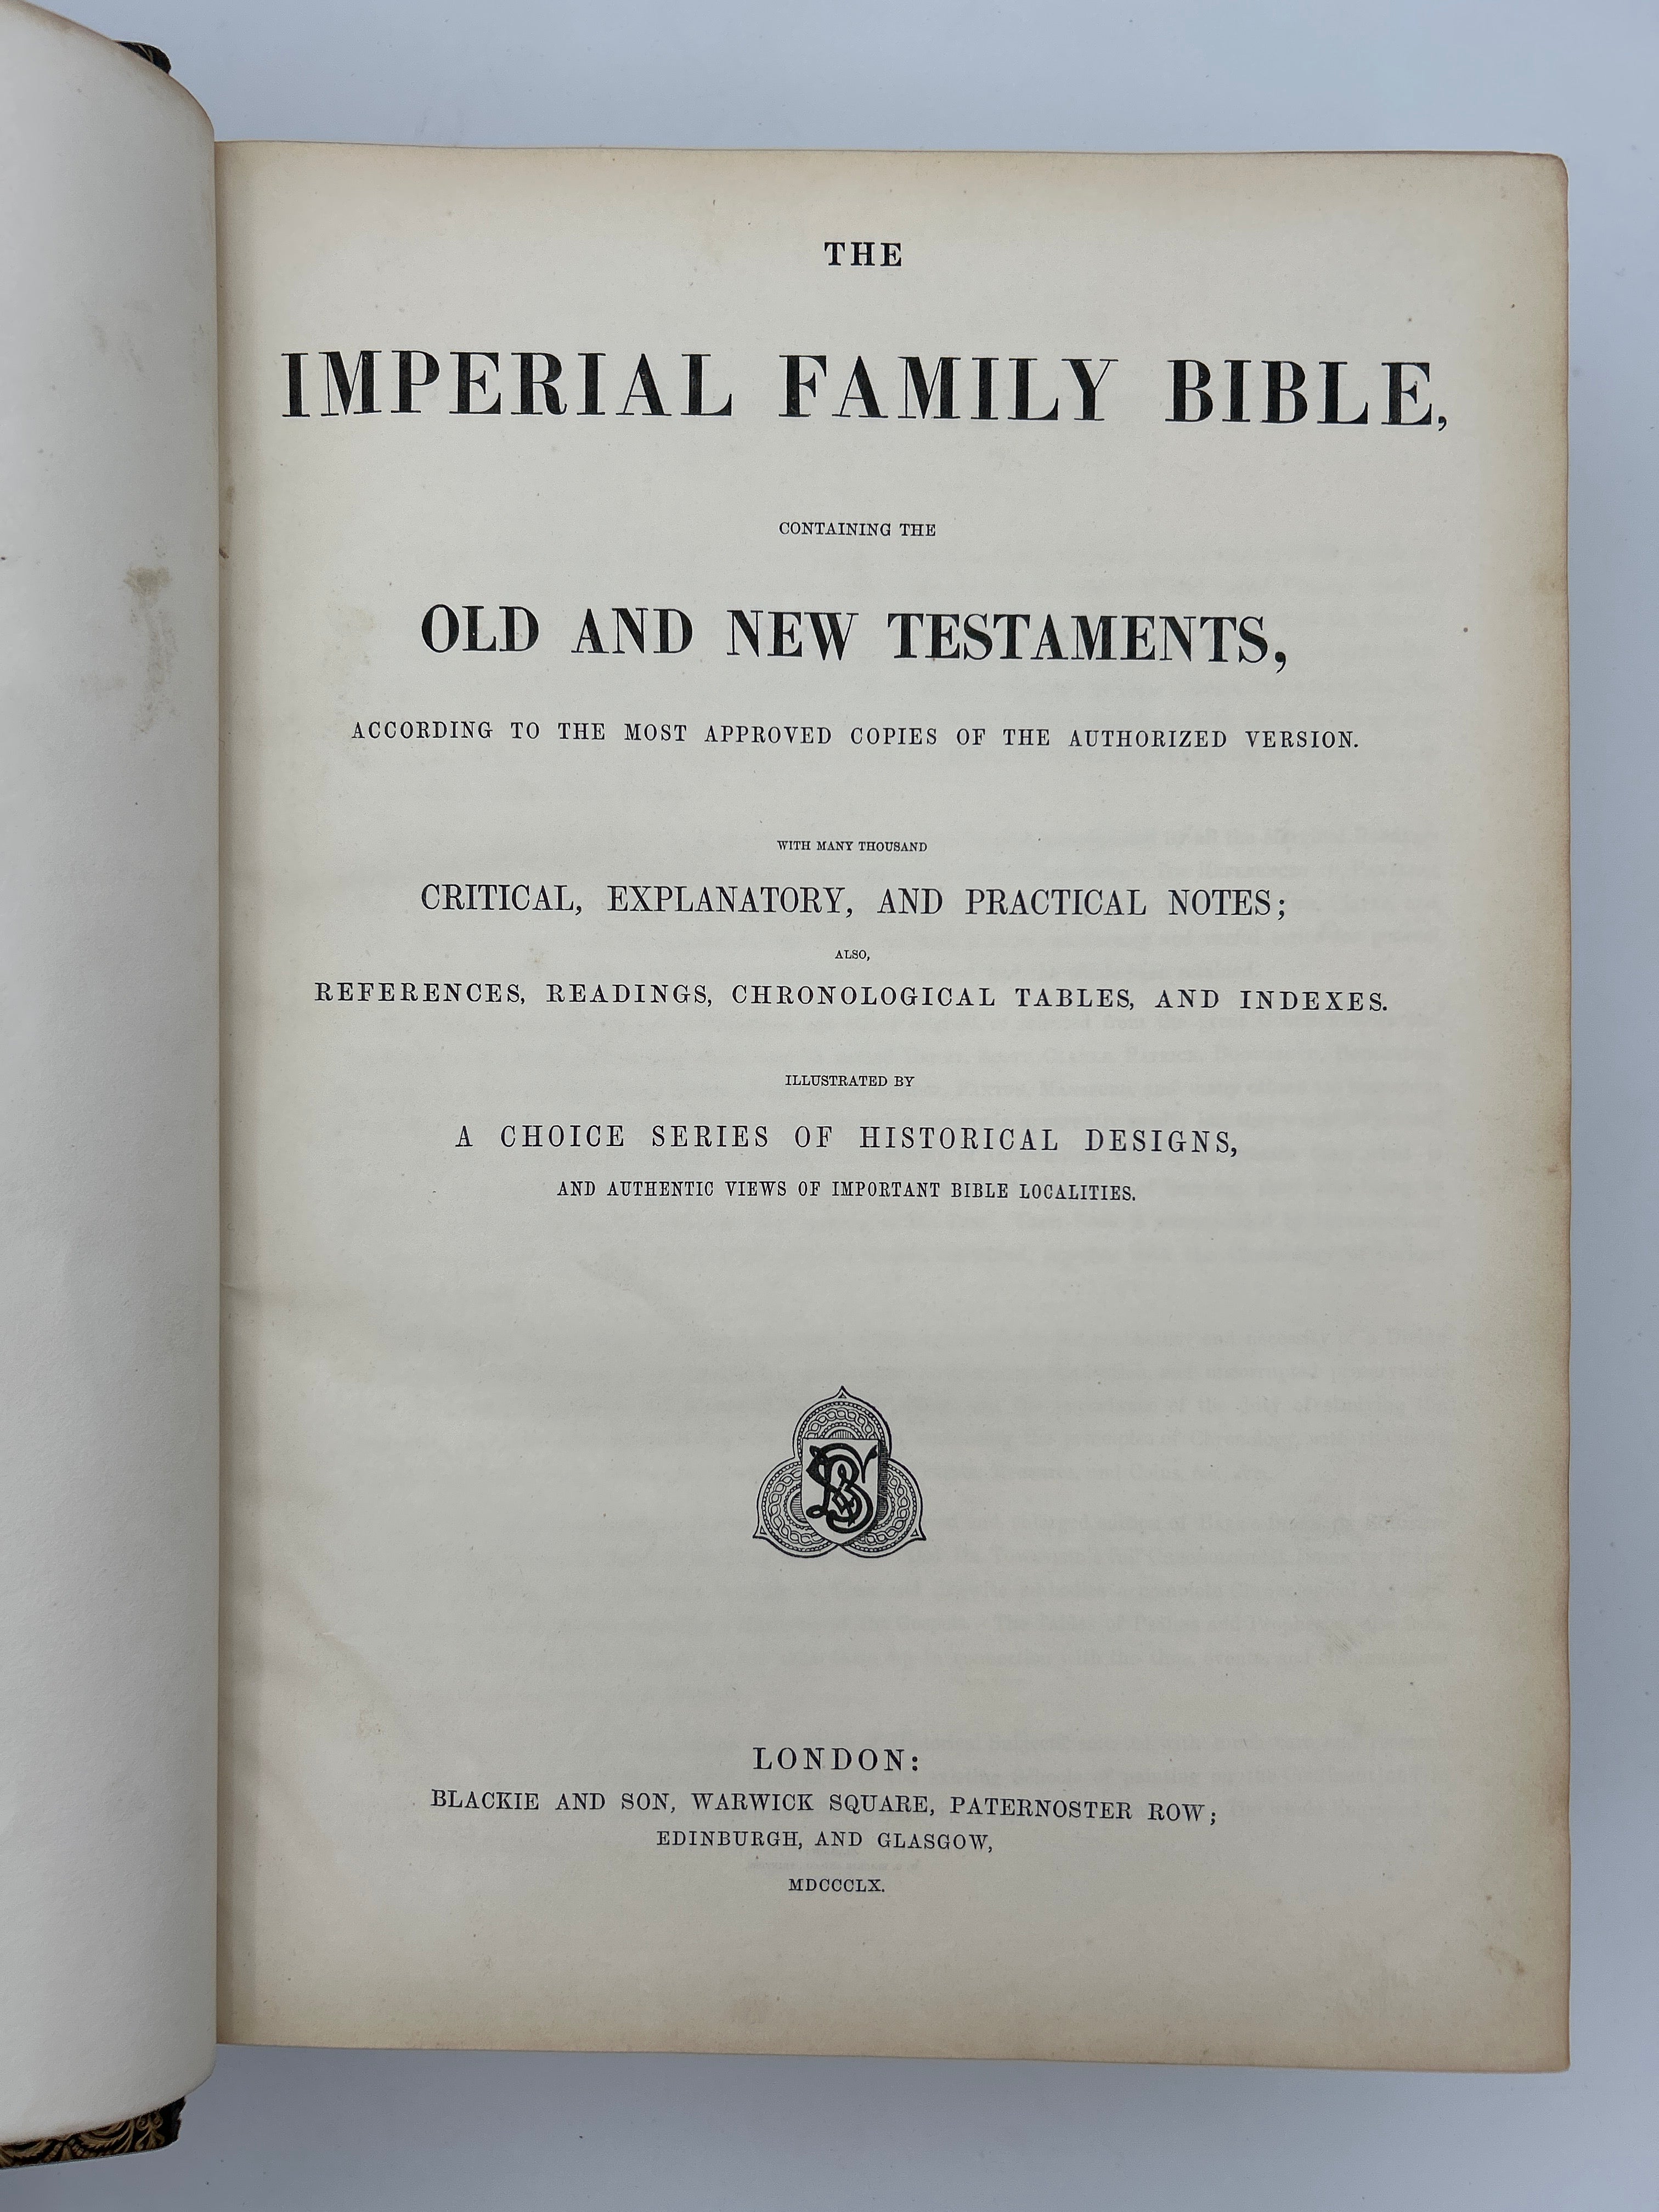 THE
IMPERIAL FAMILY BIBLE,
CONTAINING THE
OLD AND NEW TESTAMENTS,
ACCORDING TO THE MOST APPROVED COPIES OF THE AUTHORIZED VERSION.
WITH MANY THOUSAND
CRITICAL, EXPLANATORY, AND PRACTICAL NOTES;
ALSO,
REFERENCES, READINGS, CHRONOLOGICAL TABLES, AND INDEXES.
ILLUSTRATED BY
A CHOICE SERIES OF HISTORICAL DESIGNS,
AND AUTHENTIC VIEWS OF IMPORTANT BIBLE LOCALITIES.
LONDON:
BLACKIE AND SON, WARWICK SQUARE, PATERNOSTER ROW;
EDINBURGH, AND GLASGOW,
MDCCCLX.